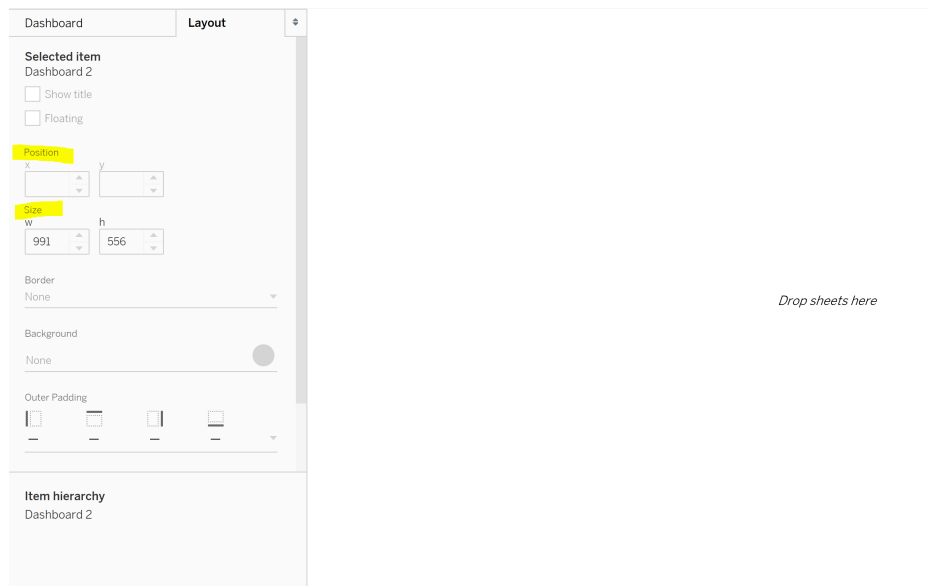 Dashboard Layout
Selected item
Dashboard 2
Show title
Floating
Position
x y
Size
w h
991 556
Border
None
Background
None
Outer Padding
Item hierarchy
Dashboard 2
Drop sheets here